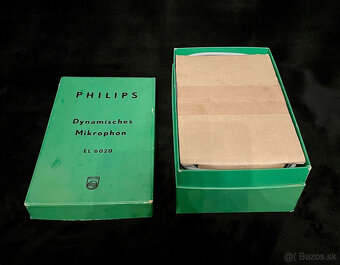 PHILIPS
Dynamisches
Mikrophon
EL 6020
Bazos.sk